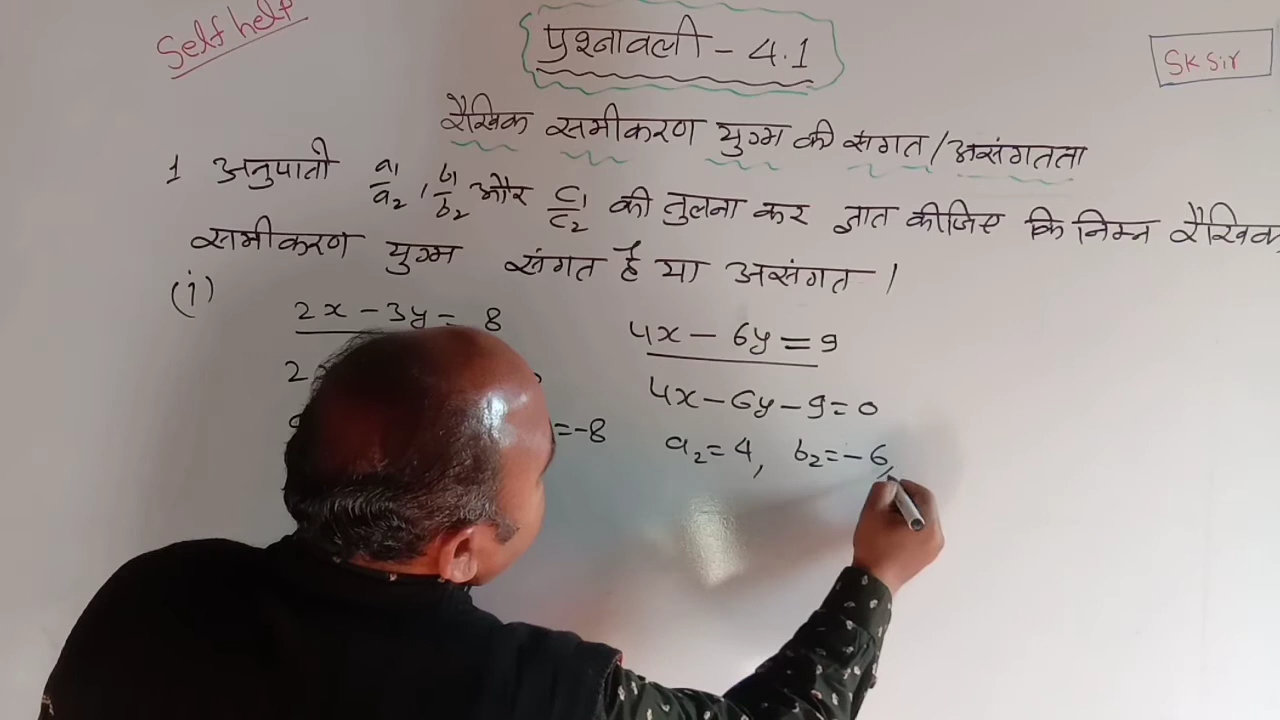 Self help
प्रश्नावली - 4.1
SK Sir
रैखिक समीकरण युग्म की संगत / असंगतता
1 अनुपातो a₁/a₂, b₁/b₂ और c₁/c₂ की तुलना कर ज्ञात कीजिए कि निम्न रैखिक
समीकरण युग्म संगत है या असंगत ।
(i)
2x - 3y = 8
4x - 6y = 9
2
4x - 6y - 9 = 0
= -8
a₂ = 4, b₂ = -6,